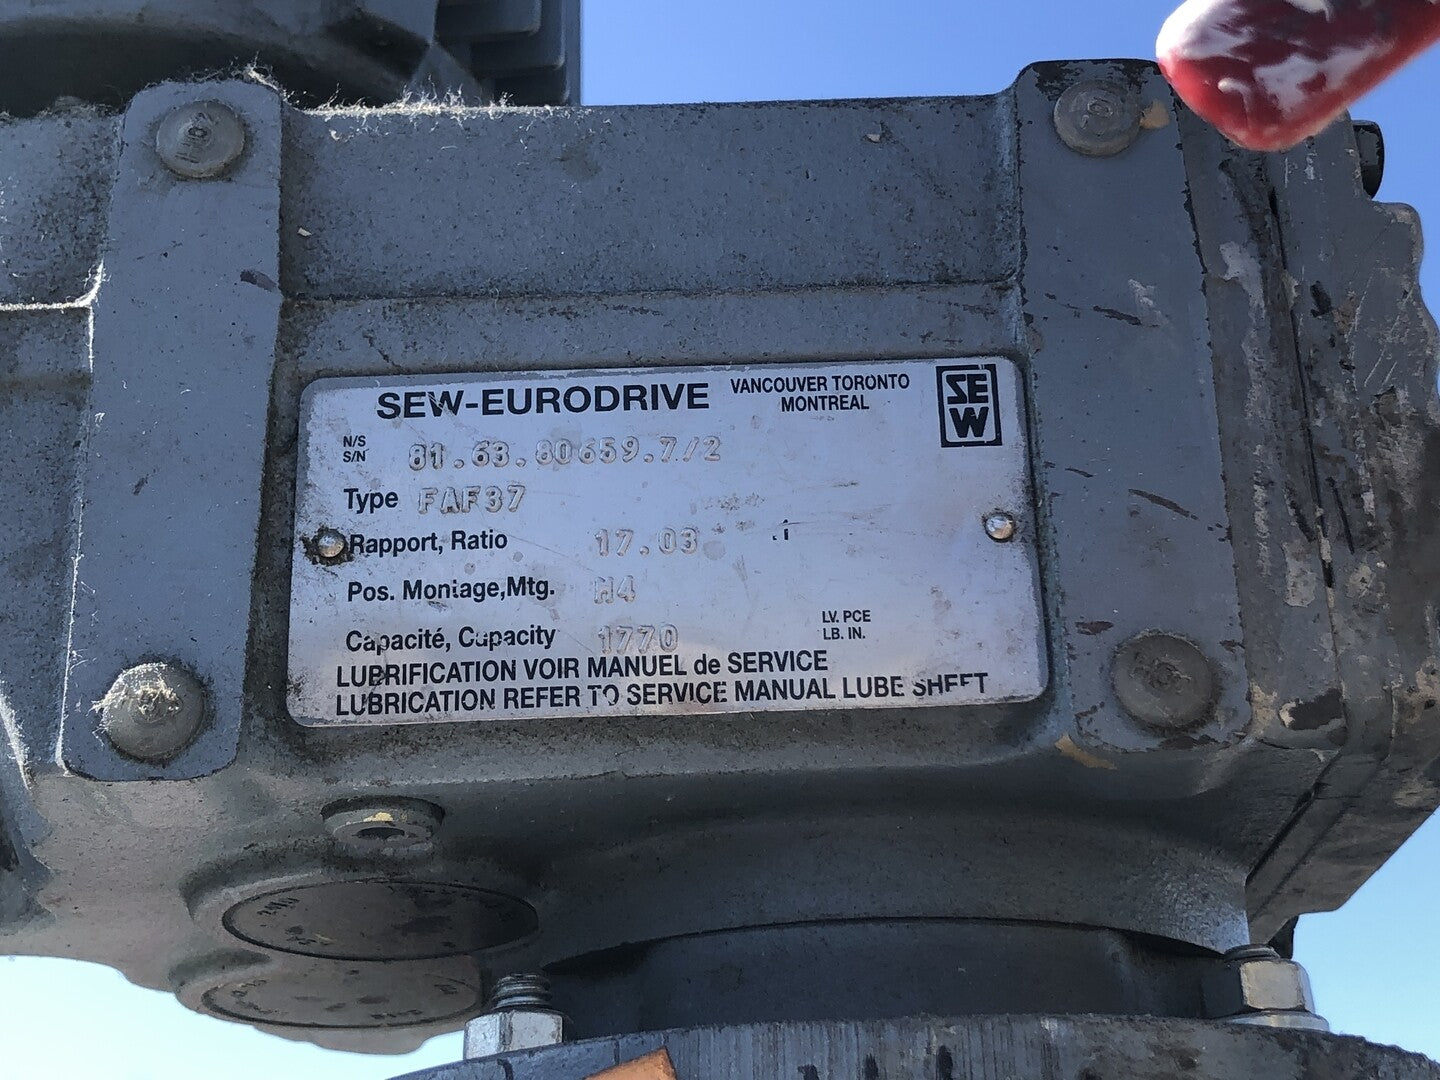 SEW-EURODRIVE VANCOUVER TORONTO
MONTREAL
SEW
N/S
S/N 81.63.80659.7/2
Type FAF37
Rapport, Ratio 17.03 :1
Pos. Montage,Mtg. M4
Capacité, Capacity 1770 LV. PCE
LB. IN.
LUBRIFICATION VOIR MANUEL de SERVICE
LUBRICATION REFER TO SERVICE MANUAL LUBE SHEET